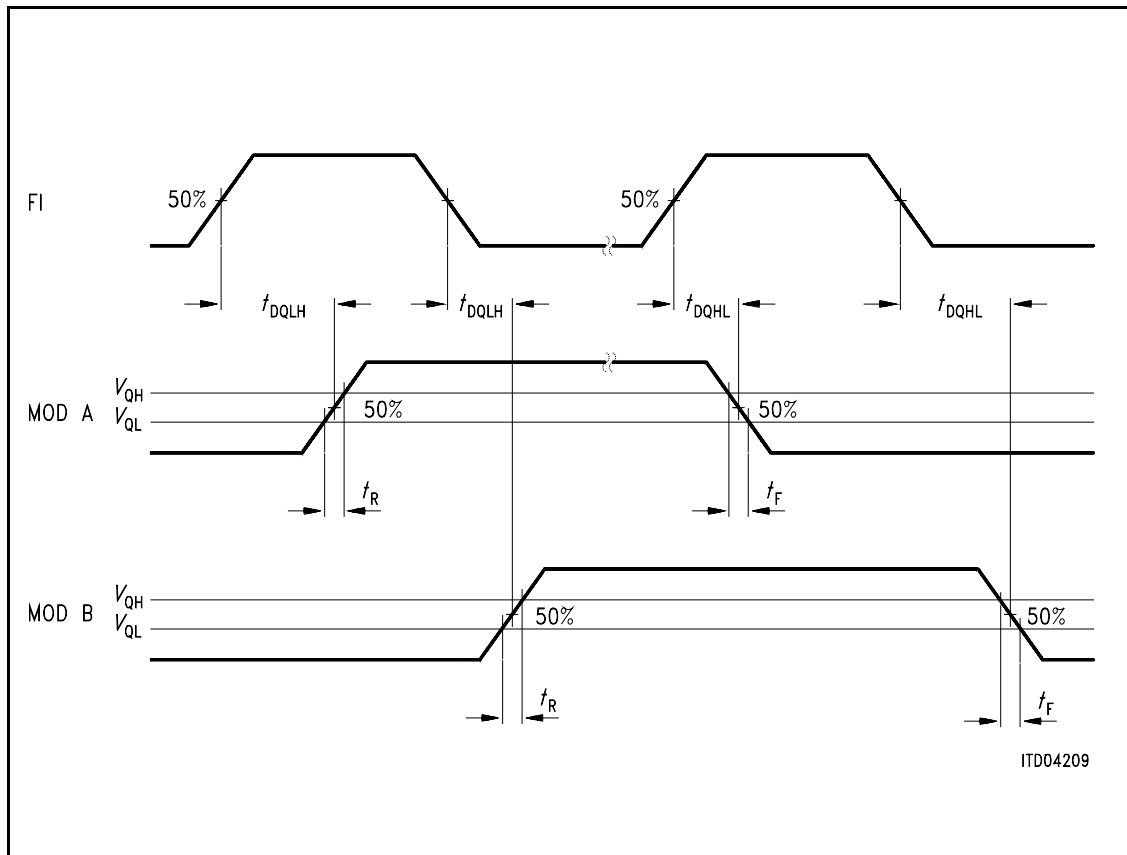 50%
50%
FI
tDQLH
tDQLH
tDQHL
tDQHL
VQH
MOD A
VQL
50%
50%
tR
tF
VQH
MOD B
VQL
50%
50%
tR
tF
ITD04209